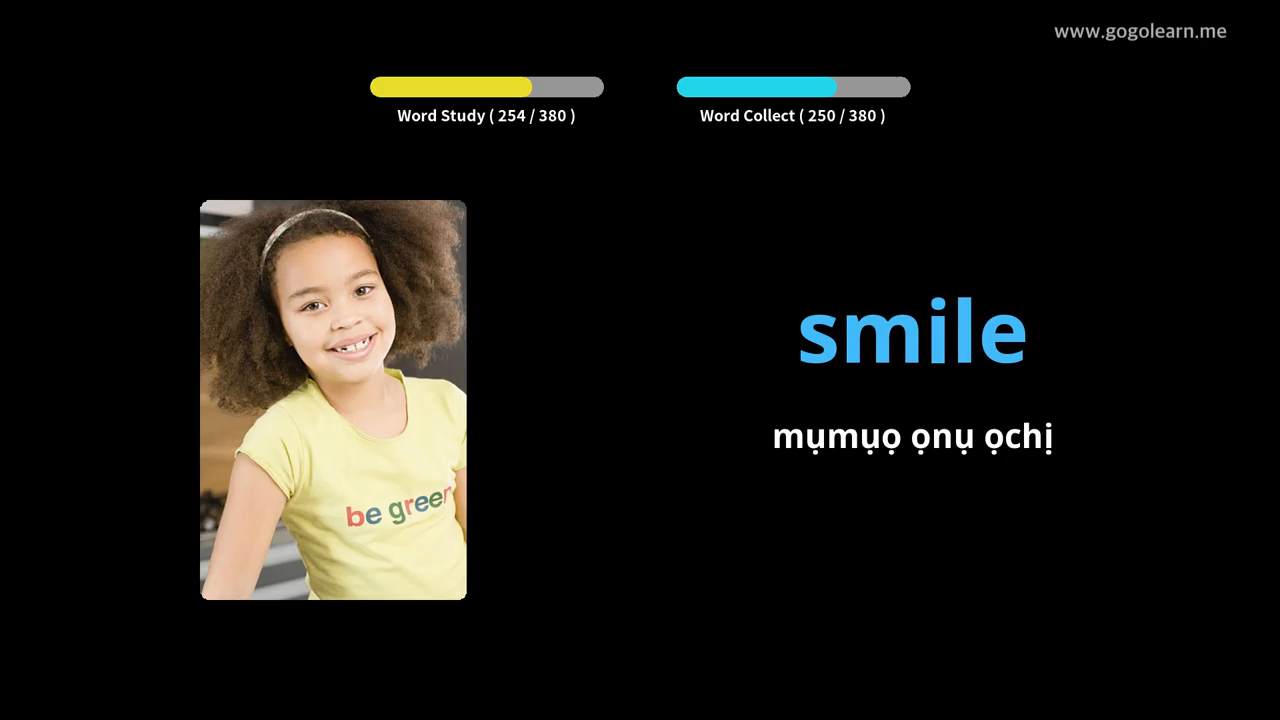 www.gogolearn.me
Word Study ( 254 / 380 )
Word Collect ( 250 / 380 )
smile
mụmụọ ọnụ ọchị
be green